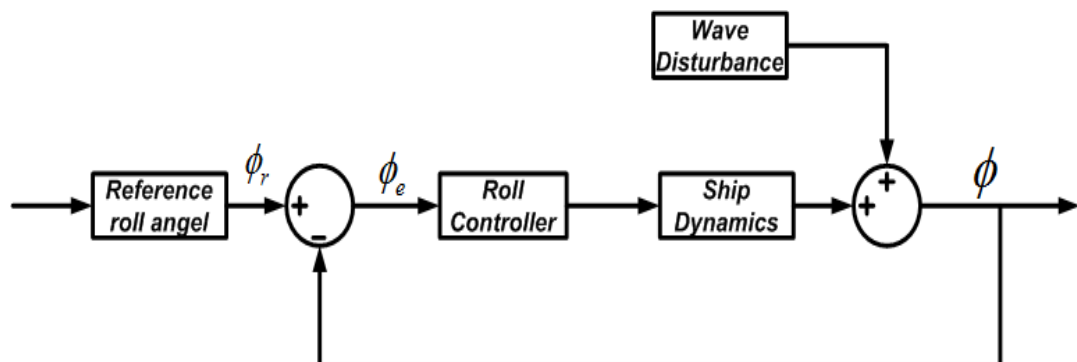 Wave
Disturbance
ϕr
ϕe
ϕ
Reference
roll angel
+
−
Roll
Controller
Ship
Dynamics
+
+